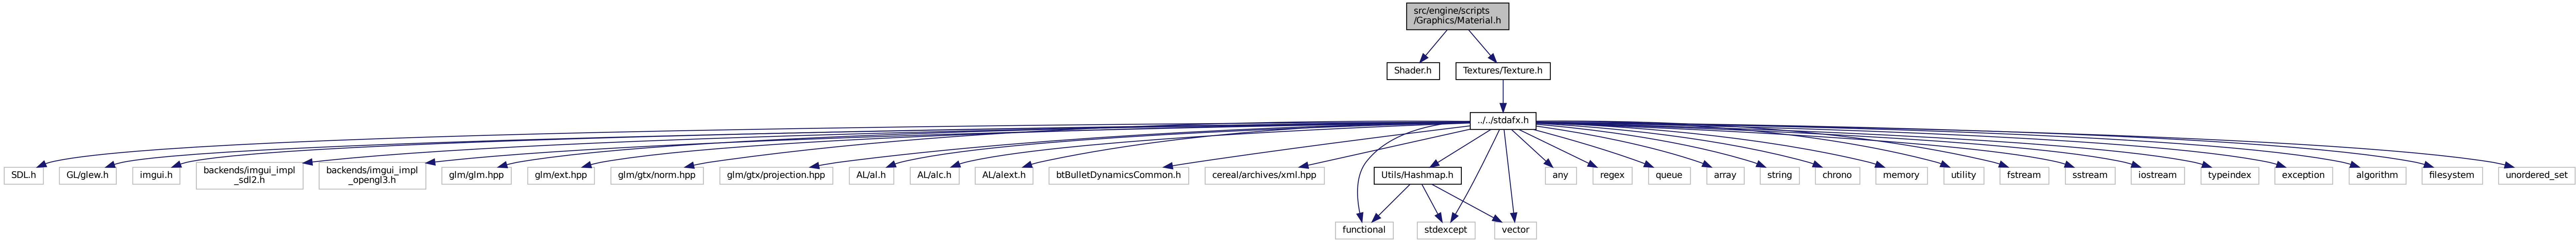 src/engine/scripts
/Graphics/Material.h
Shader.h
Textures/Texture.h
../../stdafx.h
SDL.h
GL/glew.h
imgui.h
backends/imgui_impl
_sdl2.h
backends/imgui_impl
_opengl3.h
glm/glm.hpp
glm/ext.hpp
glm/gtx/norm.hpp
glm/gtx/projection.hpp
AL/al.h
AL/alc.h
AL/alext.h
btBulletDynamicsCommon.h
cereal/archives/xml.hpp
Utils/Hashmap.h
any
regex
queue
array
string
chrono
memory
utility
fstream
sstream
iostream
typeindex
exception
algorithm
filesystem
unordered_set
functional
stdexcept
vector